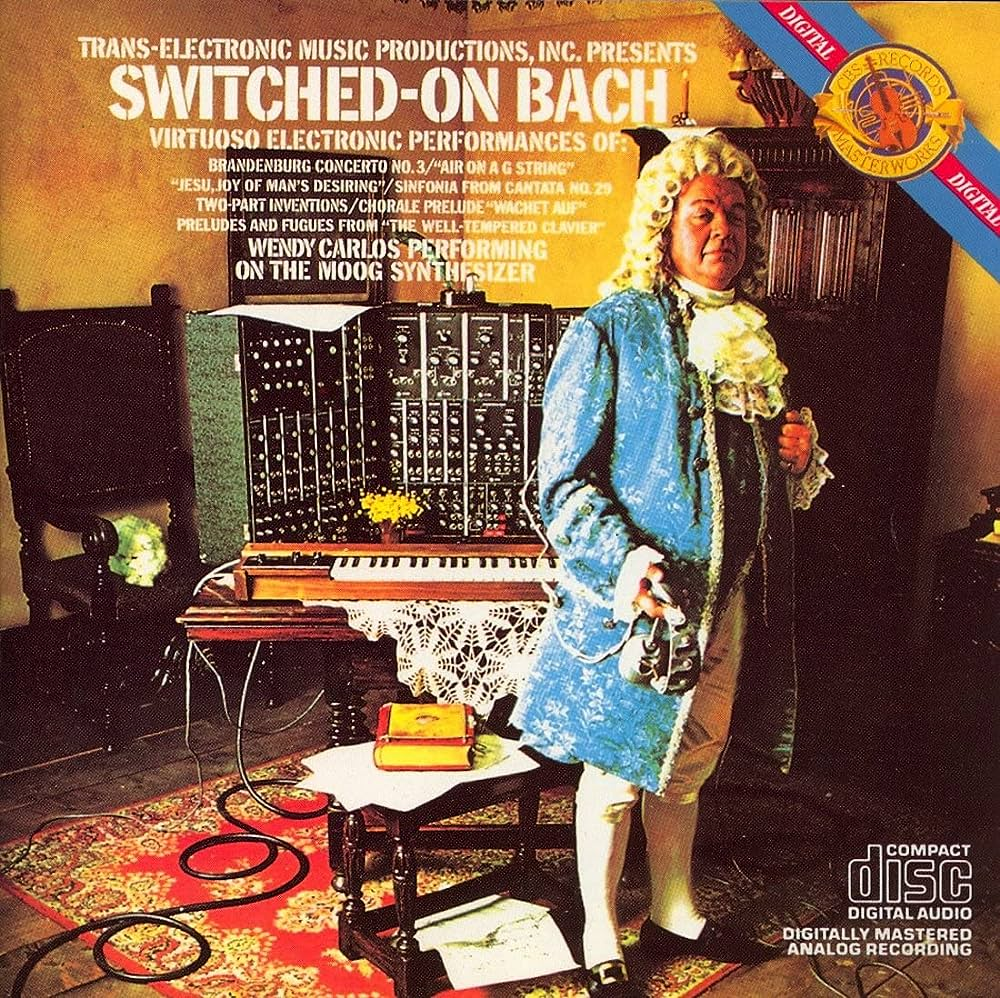 TRANS-ELECTRONIC MUSIC PRODUCTIONS, INC. PRESENTS
SWITCHED-ON BACH
VIRTUOSO ELECTRONIC PERFORMANCES OF:
BRANDENBURG CONCERTO NO.3/"AIR ON A G STRING"
"JESU, JOY OF MAN'S DESIRING"/SINFONIA FROM CANTATA NO. 29
TWO-PART INVENTIONS/CHORALE PRELUDE "WACHET AUF"
PRELUDES AND FUGUES FROM "THE WELL-TEMPERED CLAVIER"
WENDY CARLOS PERFORMING
ON THE MOOG SYNTHESIZER
DIGITAL
CBS RECORDS
MASTERWORKS
DIGITAL
COMPACT
disc
DIGITAL AUDIO
DIGITALLY MASTERED
ANALOG RECORDING